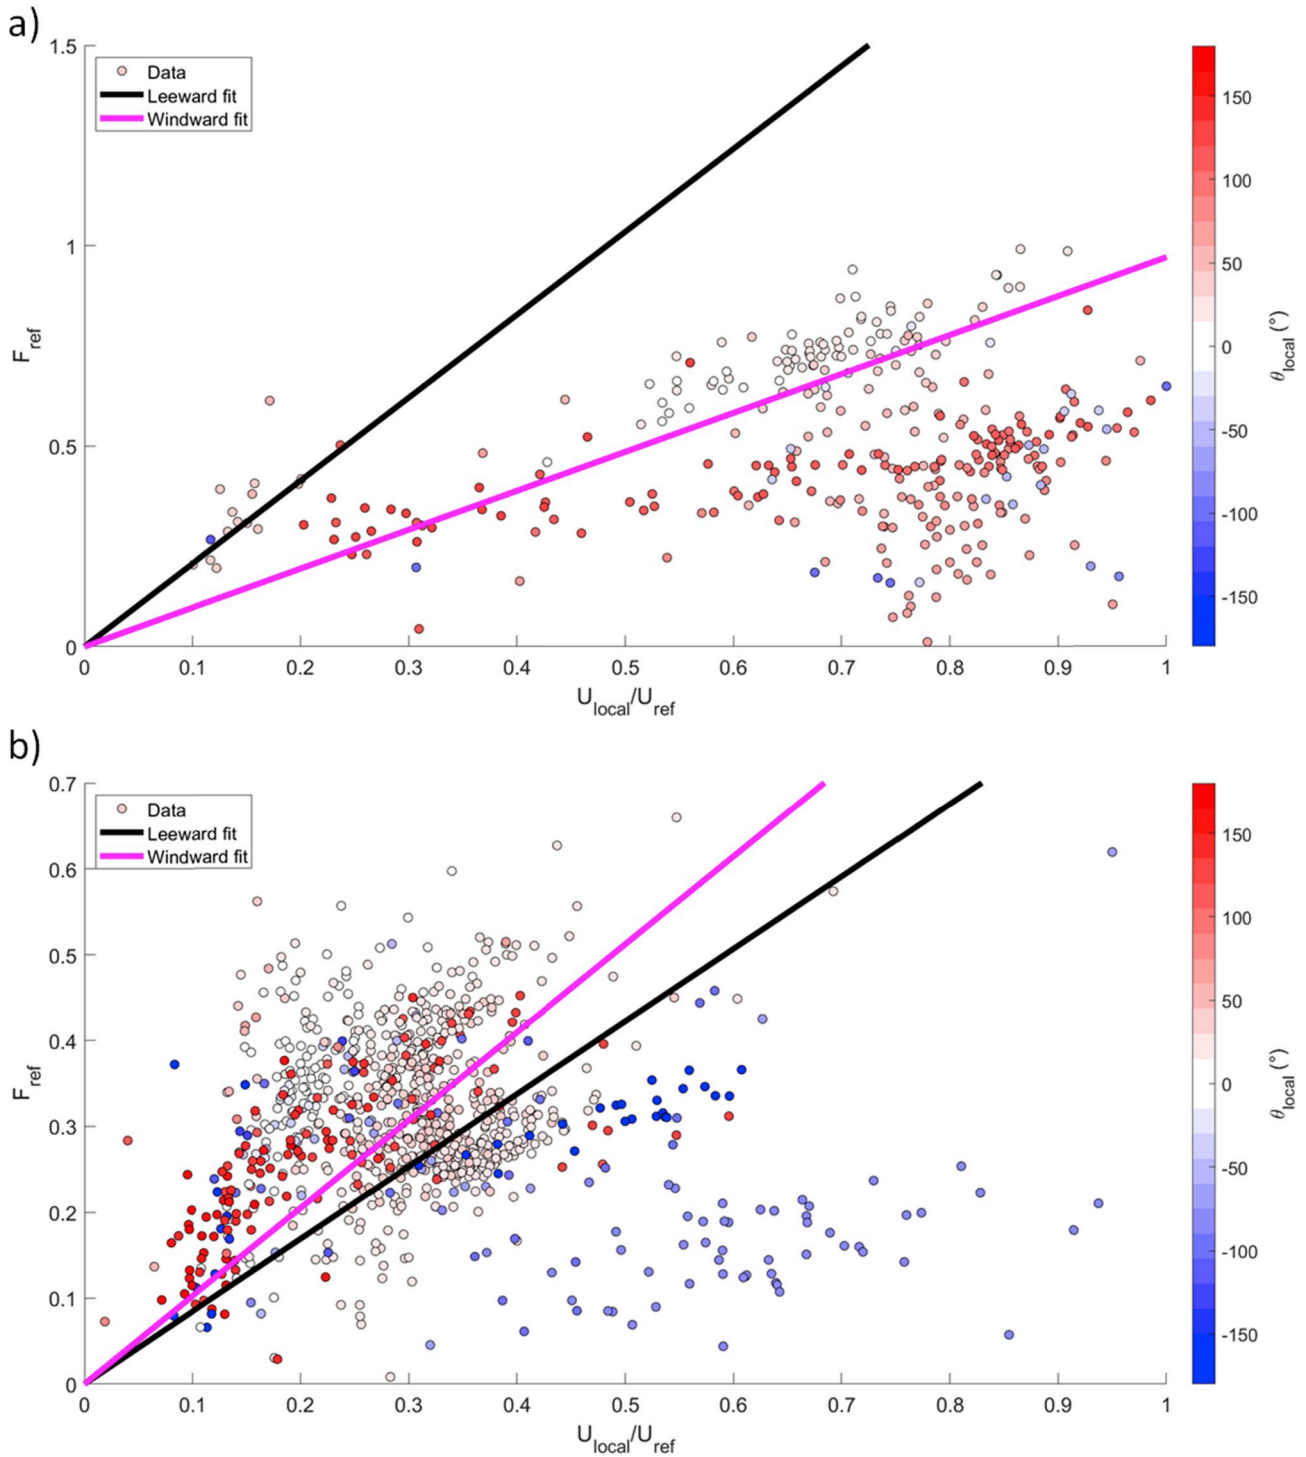 a)
1.5
1
0.5
0
F_ref
Data
Leeward fit
Windward fit
0 0.1 0.2 0.3 0.4 0.5 0.6 0.7 0.8 0.9 1
U_local/U_ref
150
100
50
0
-50
-100
-150
θ_local (°)
b)
0.7
0.6
0.5
0.4
0.3
0.2
0.1
0
F_ref
Data
Leeward fit
Windward fit
0 0.1 0.2 0.3 0.4 0.5 0.6 0.7 0.8 0.9 1
U_local/U_ref
150
100
50
0
-50
-100
-150
θ_local (°)